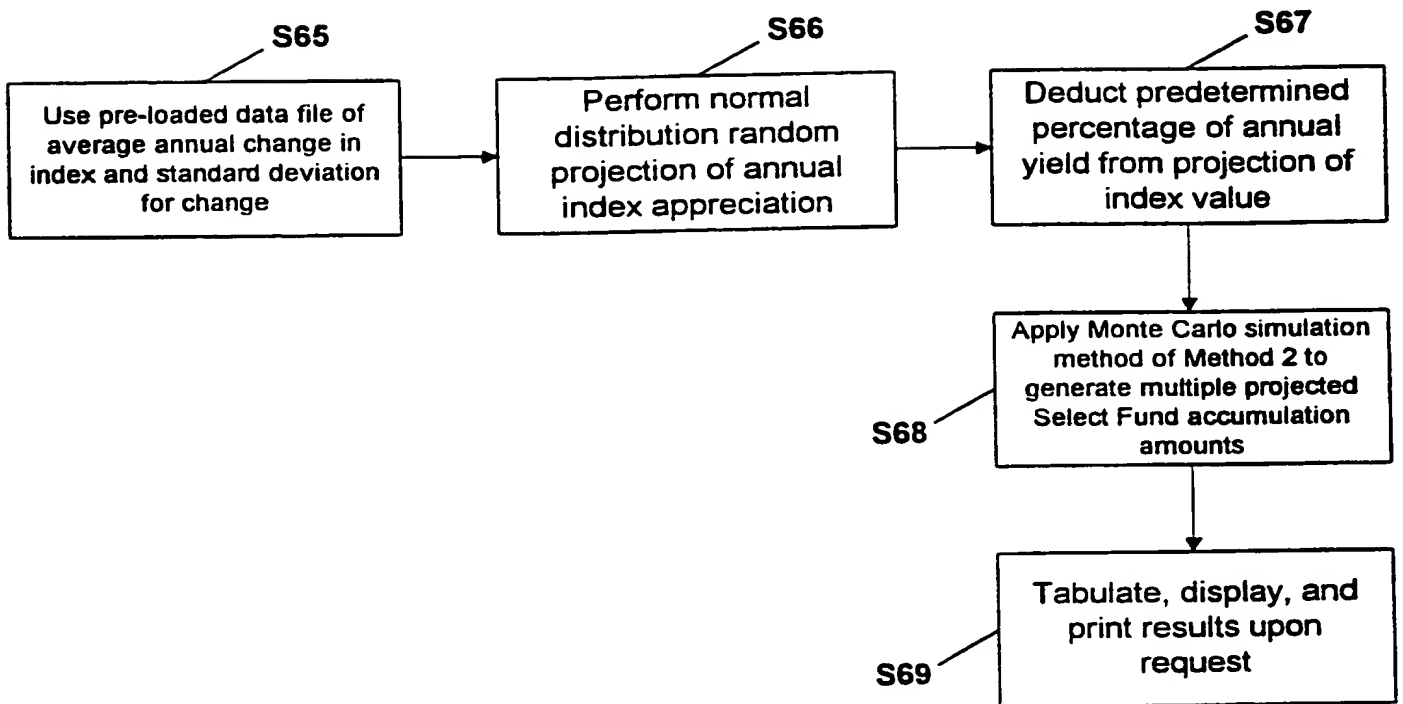 S65
S66
S67
Use pre-loaded data file of
average annual change in
index and standard deviation
for change
Perform normal
distribution random
projection of annual
index appreciation
Deduct predetermined
percentage of annual
yield from projection of
index value
Apply Monte Carlo simulation
method of Method 2 to
generate multiple projected
Select Fund accumulation
amounts
S68
Tabulate, display, and
print results upon
request
S69